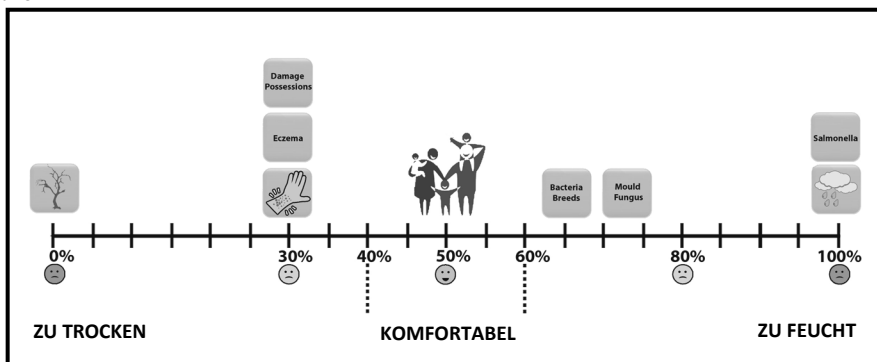 Damage
Possessions
Eczema
Salmonella
Bacteria
Breeds
Mould
Fungus
0% 30% 40% 50% 60% 80% 100%
ZU TROCKEN KOMFORTABEL ZU FEUCHT